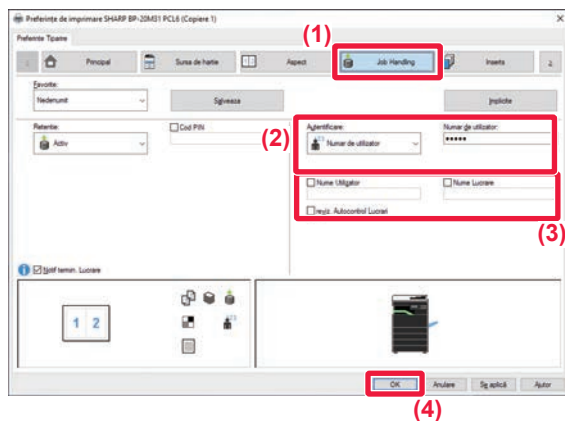 Preferințe de imprimare SHARP BP-20M31 PCL6 (Copiere 1)
Preferinte Tiparire
(1)
Principal
Sursa de hartie
Aspect
Job Handling
Inserts
Favorite:
Nedenumit
Salveaza
Implicite
Retentie:
Cod PIN
(2)
Autentificare:
Numar de utilizator:
Activ
Numar de utilizator
*****
Nume Utilizator
Nume Lucrare
reviz. Autocontrol Lucrari
(3)
Notif temin. Lucrare
1 2
OK
Anulare
Se aplică
Ajutor
(4)